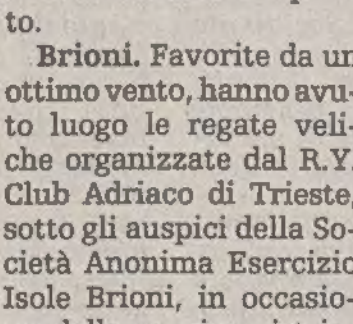 to.
Brioni. Favorite da un
ottimo vento, hanno avu-
to luogo le regate veli-
che organizzate dal R.Y.
Club Adriaco di Trieste,
sotto gli auspici della So-
cietà Anonima Esercizio
Isole Brioni, in occasio-